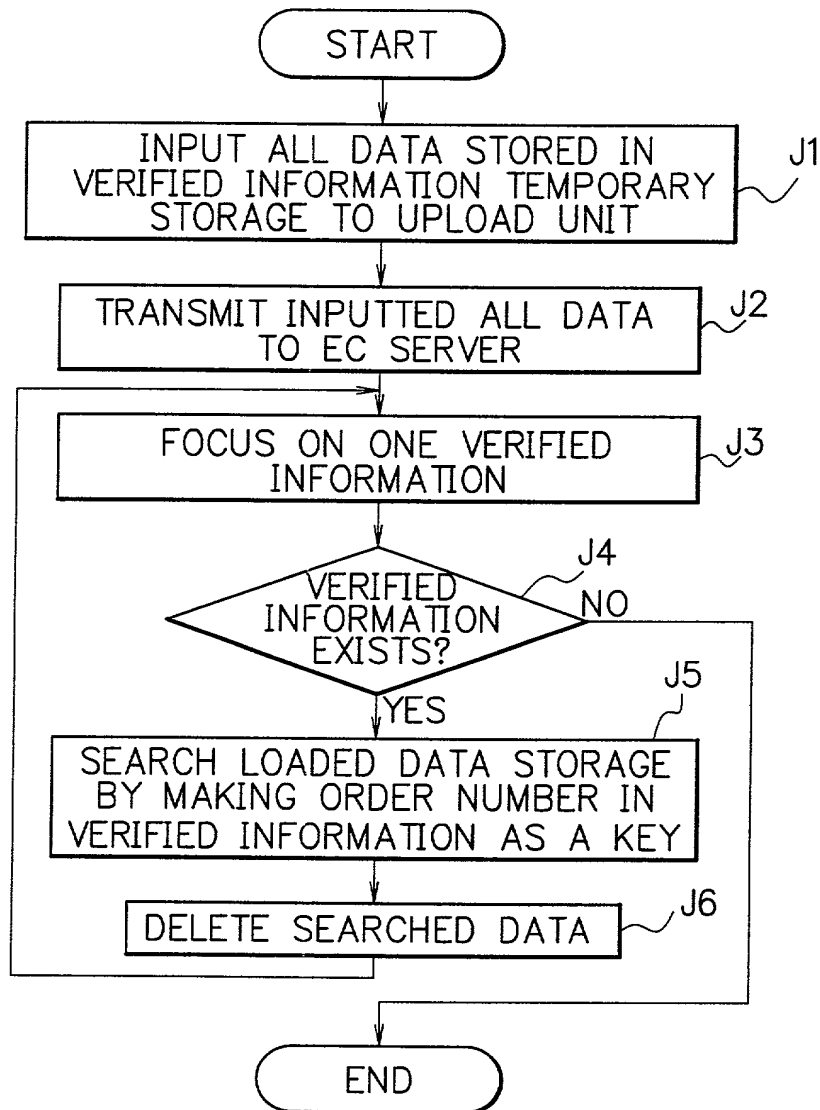 START
INPUT ALL DATA STORED IN
VERIFIED INFORMATION TEMPORARY
STORAGE TO UPLOAD UNIT
J1
TRANSMIT INPUTTED ALL DATA
TO EC SERVER
J2
FOCUS ON ONE VERIFIED
INFORMATION
J3
VERIFIED
INFORMATION
EXISTS?
J4
NO
YES
J5
SEARCH LOADED DATA STORAGE
BY MAKING ORDER NUMBER IN
VERIFIED INFORMATION AS A KEY
DELETE SEARCHED DATA
J6
END